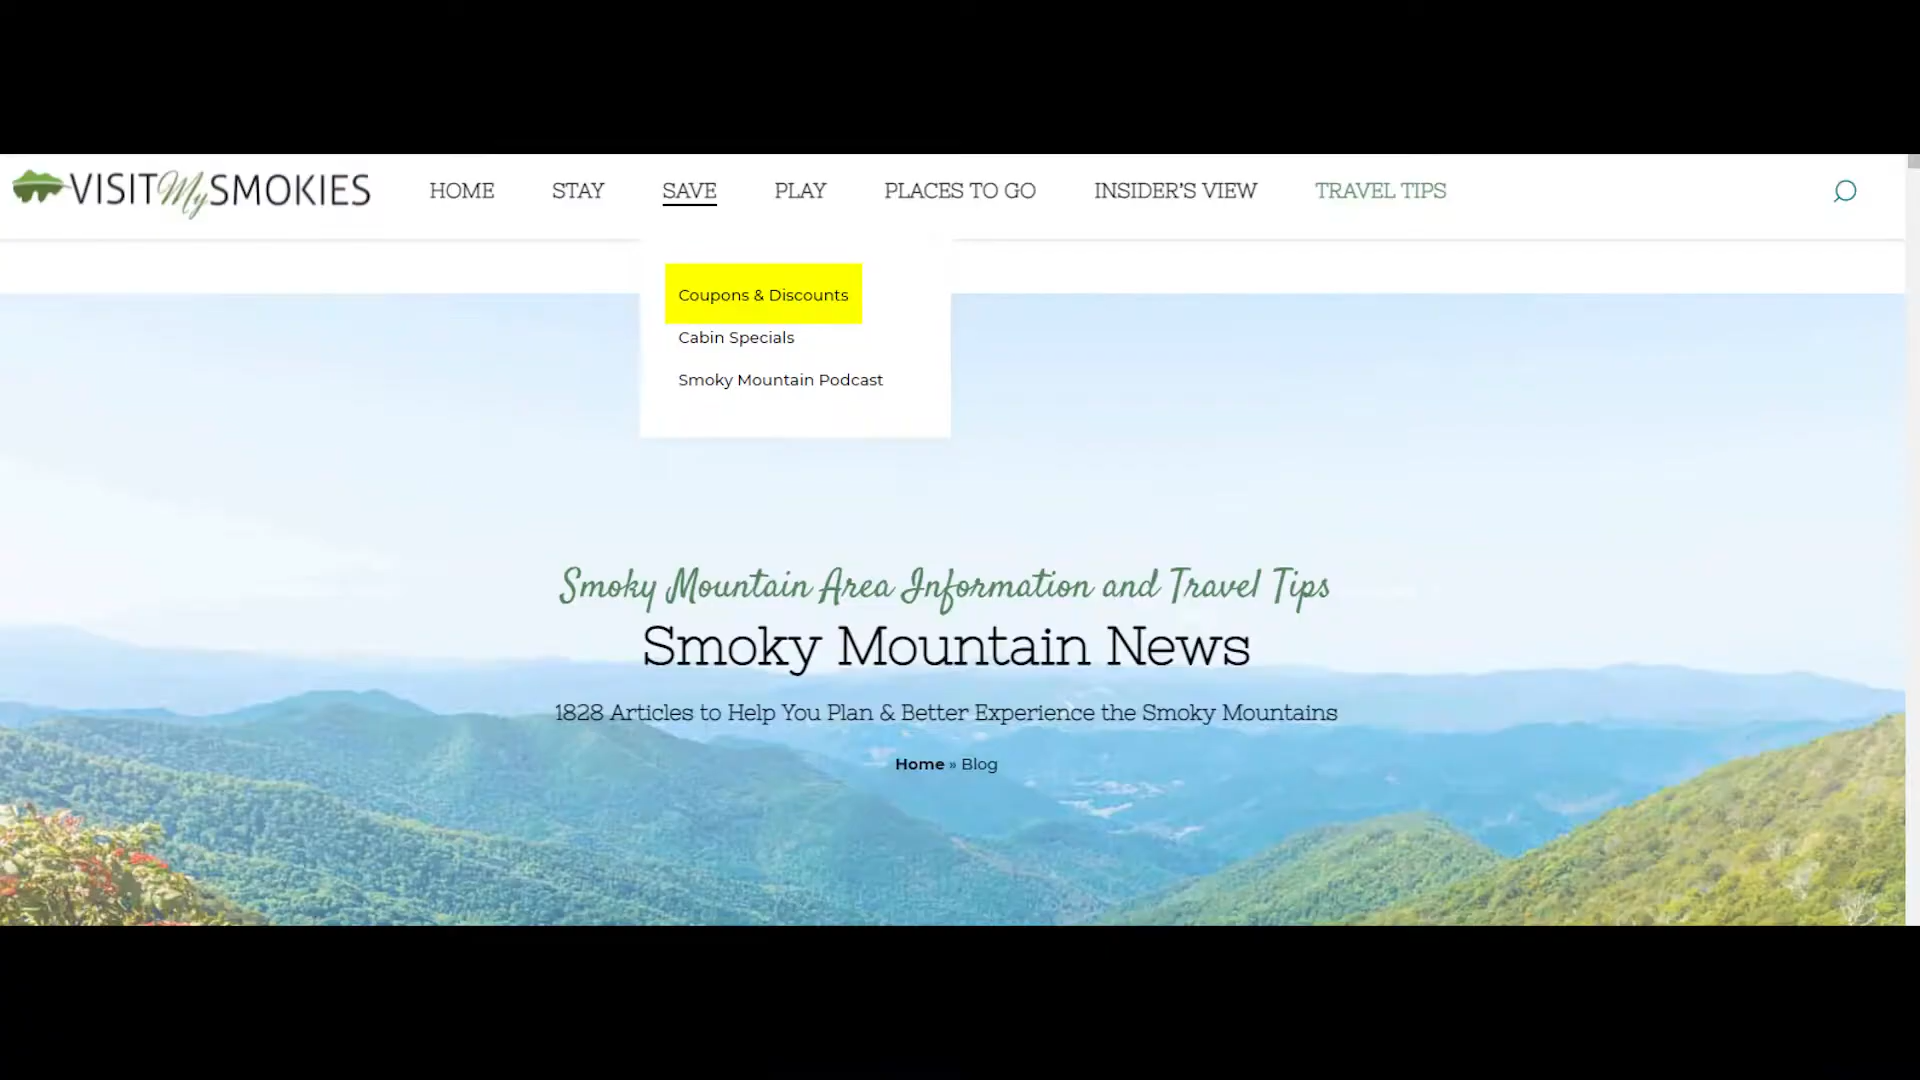 VISIT My SMOKIES
HOME STAY SAVE PLAY PLACES TO GO INSIDER'S VIEW TRAVEL TIPS
Coupons & Discounts
Cabin Specials
Smoky Mountain Podcast
Smoky Mountain Area Information and Travel Tips
Smoky Mountain News
1828 Articles to Help You Plan & Better Experience the Smoky Mountains
Home » Blog